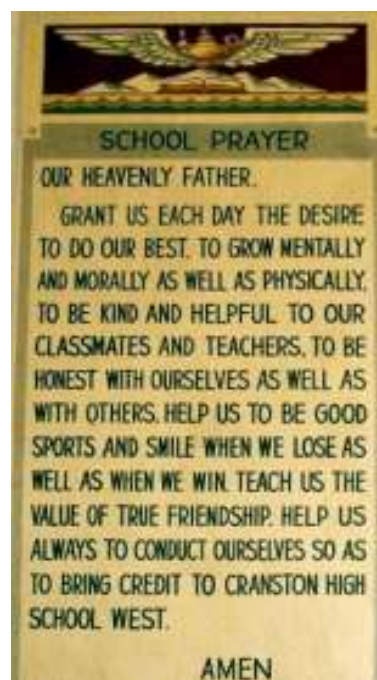 SCHOOL PRAYER
OUR HEAVENLY FATHER.
GRANT US EACH DAY THE DESIRE
TO DO OUR BEST, TO GROW MENTALLY
AND MORALLY AS WELL AS PHYSICALLY,
TO BE KIND AND HELPFUL TO OUR
CLASSMATES AND TEACHERS, TO BE
HONEST WITH OURSELVES AS WELL AS
WITH OTHERS. HELP US TO BE GOOD
SPORTS AND SMILE WHEN WE LOSE AS
WELL AS WHEN WE WIN. TEACH US THE
VALUE OF TRUE FRIENDSHIP. HELP US
ALWAYS TO CONDUCT OURSELVES SO AS
TO BRING CREDIT TO CRANSTON HIGH
SCHOOL WEST.
AMEN